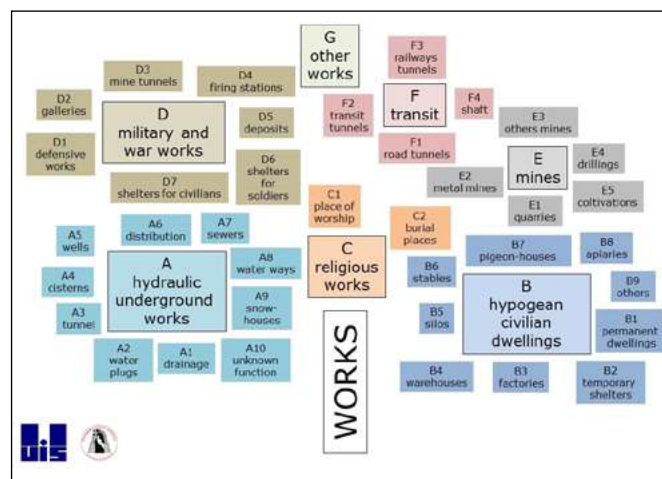 G
other
works
F3
railways
tunnels
D3
mine tunnels
D4
firing stations
F
transit
F4
shaft
D2
galleries
F2
transit
tunnels
D
military and
war works
D5
deposits
E3
others mines
D1
defensive
works
F1
road tunnels
E4
drillings
E
mines
D6
shelters
for
soldiers
E2
metal mines
D7
shelters for civilians
E5
coltivations
C1
place of
worship
E1
quarries
C2
burial
places
A6
distribution
A7
sewers
A5
wells
B7
pigeon-houses
B8
apiaries
C
religious
works
A8
water ways
A
hydraulic
underground
works
B6
stables
A4
cisterns
B
hypogean
civilian
dwellings
B9
others
A9
snow-
houses
A3
tunnel
B5
silos
B1
permanent
dwellings
A2
water
plugs
A1
drainage
A10
unknown
function
WORKS
B4
warehouses
B3
factories
B2
temporary
shelters
uis